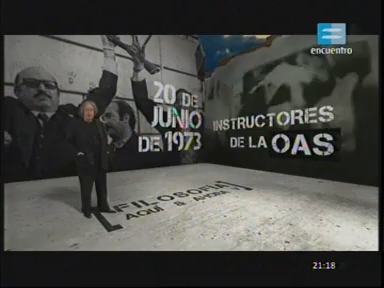 encuentro
20 DE
JUNIO
DE 1973
INSTRUCTORES
DE LA OAS
[FILOSOFÍA]
AQUÍ & AHORA
21:18